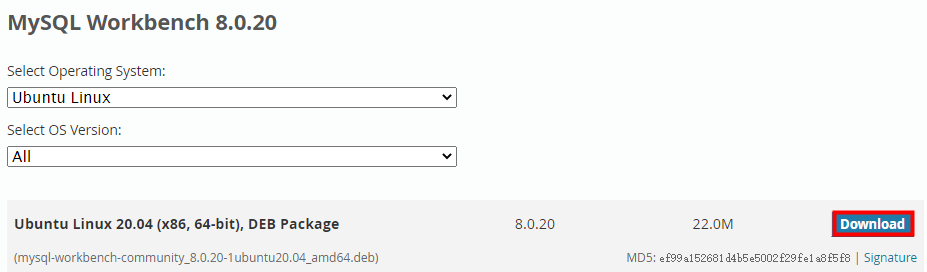 MySQL Workbench 8.0.20
Select Operating System:
Ubuntu Linux
Select OS Version:
All
Ubuntu Linux 20.04 (x86, 64-bit), DEB Package 8.0.20 22.0M Download
(mysql-workbench-community_8.0.20-1ubuntu20.04_amd64.deb) MD5: ef99a152681d4b5e5002f29fe1a8f5f8 | Signature